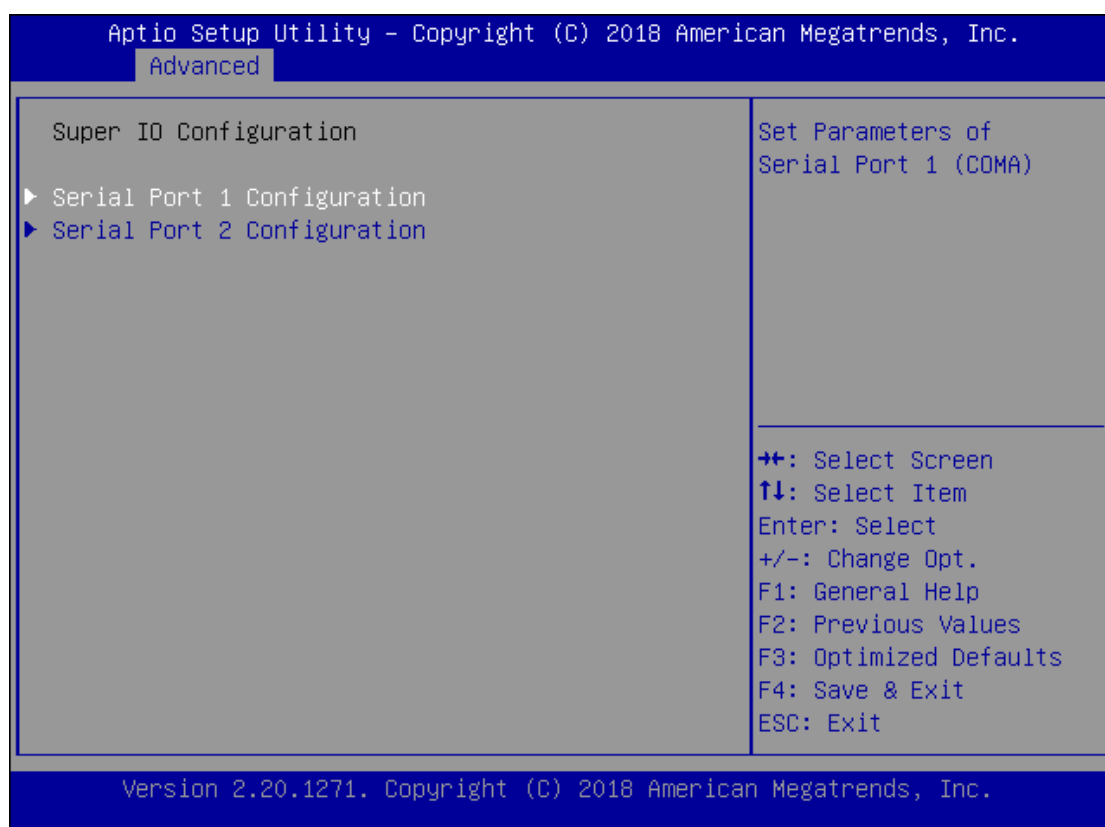 Aptio Setup Utility – Copyright (C) 2018 American Megatrends, Inc.
Advanced
Super IO Configuration
▶ Serial Port 1 Configuration
▶ Serial Port 2 Configuration
Set Parameters of
Serial Port 1 (COMA)
→←: Select Screen
↑↓: Select Item
Enter: Select
+/-: Change Opt.
F1: General Help
F2: Previous Values
F3: Optimized Defaults
F4: Save & Exit
ESC: Exit
Version 2.20.1271. Copyright (C) 2018 American Megatrends, Inc.